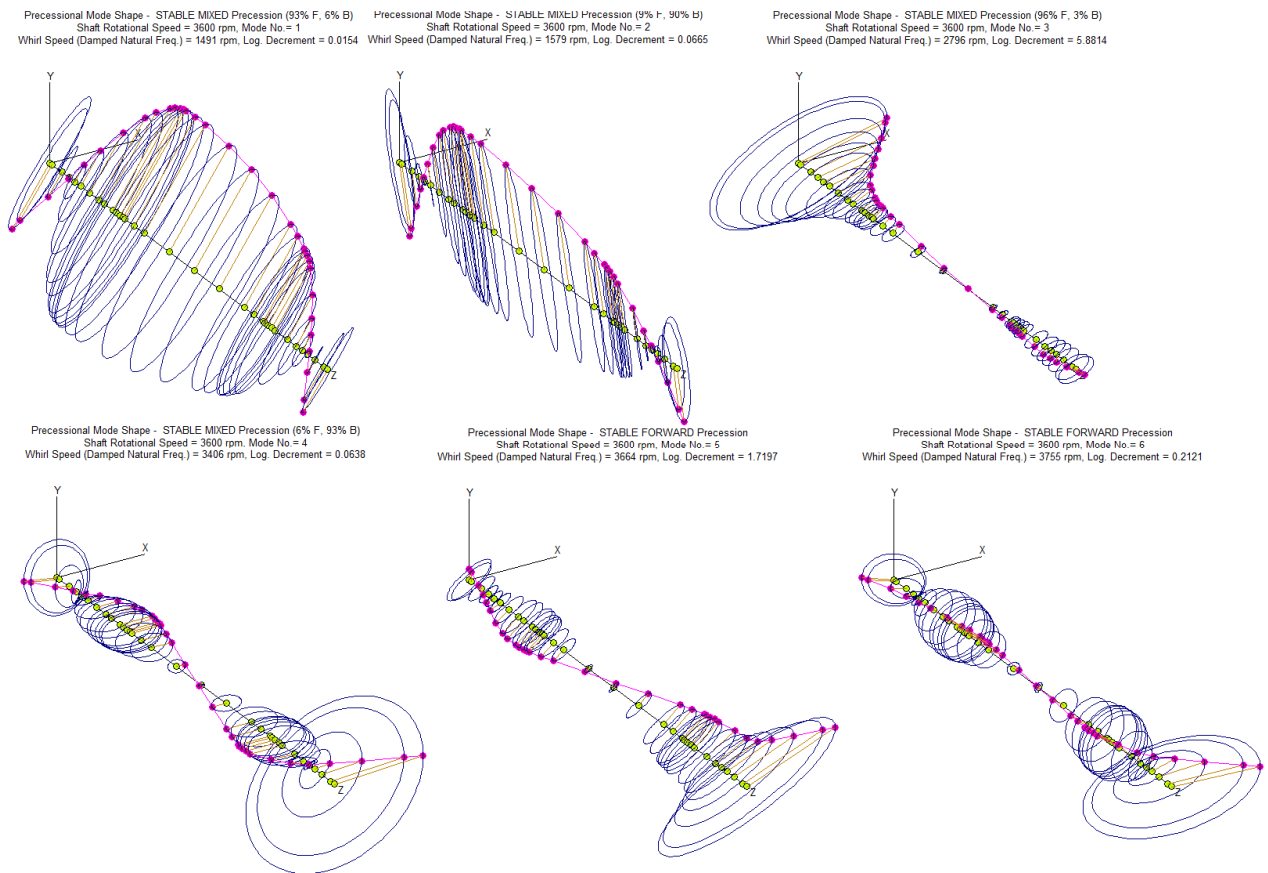 Precessional Mode Shape - STABLE MIXED Precession (93% F, 6% B)
Shaft Rotational Speed = 3600 rpm, Mode No.= 1
Whirl Speed (Damped Natural Freq.) = 1491 rpm, Log. Decrement = 0.0154
Y
X
Z
Precessional Mode Shape - STABLE MIXED Precession (9% F, 90% B)
Shaft Rotational Speed = 3600 rpm, Mode No.= 2
Whirl Speed (Damped Natural Freq.) = 1579 rpm, Log. Decrement = 0.0665
Y
X
Z
Precessional Mode Shape - STABLE MIXED Precession (96% F, 3% B)
Shaft Rotational Speed = 3600 rpm, Mode No.= 3
Whirl Speed (Damped Natural Freq.) = 2796 rpm, Log. Decrement = 5.8814
Y
X
Z
Precessional Mode Shape - STABLE MIXED Precession (6% F, 93% B)
Shaft Rotational Speed = 3600 rpm, Mode No.= 4
Whirl Speed (Damped Natural Freq.) = 3406 rpm, Log. Decrement = 0.0638
Y
X
Z
Precessional Mode Shape - STABLE FORWARD Precession
Shaft Rotational Speed = 3600 rpm, Mode No.= 5
Whirl Speed (Damped Natural Freq.) = 3664 rpm, Log. Decrement = 1.7197
Y
X
Z
Precessional Mode Shape - STABLE FORWARD Precession
Shaft Rotational Speed = 3600 rpm, Mode No.= 6
Whirl Speed (Damped Natural Freq.) = 3755 rpm, Log. Decrement = 0.2121
Y
X
Z